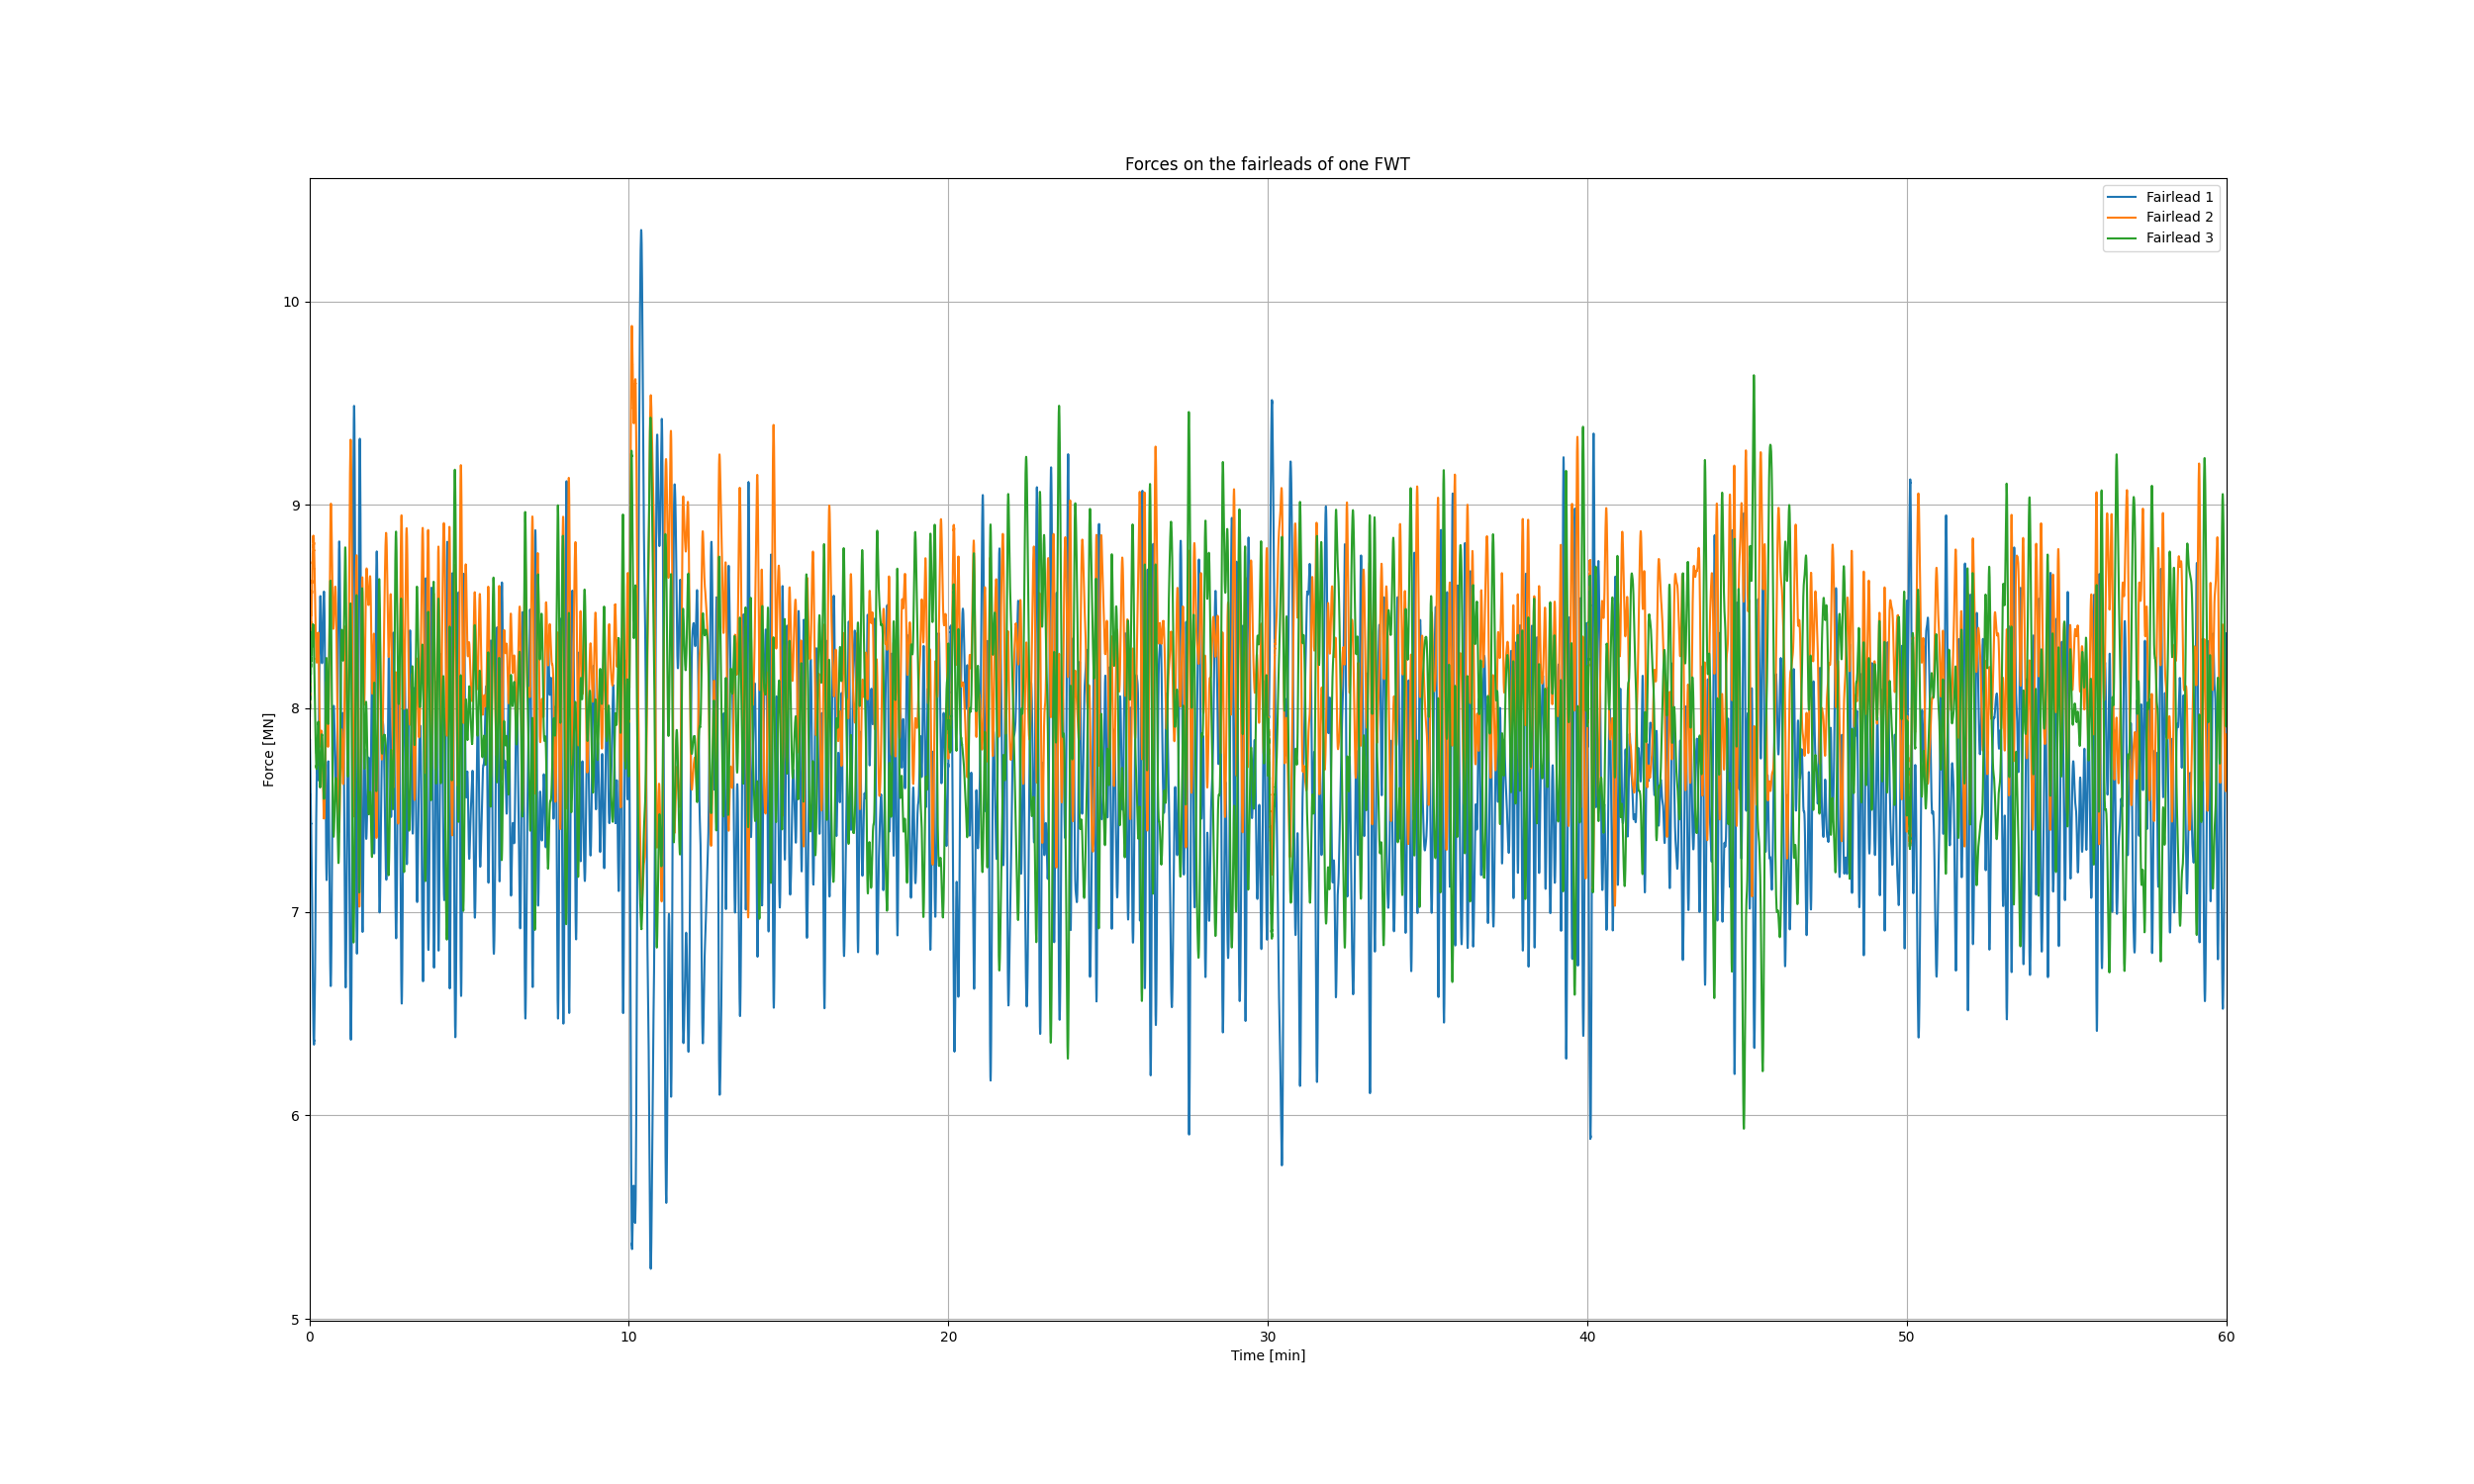 Forces on the fairleads of one FWT
Fairlead 1
Fairlead 2
Fairlead 3
Force [MN]
10
9
8
7
6
5
0 10 20 30 40 50 60
Time [min]